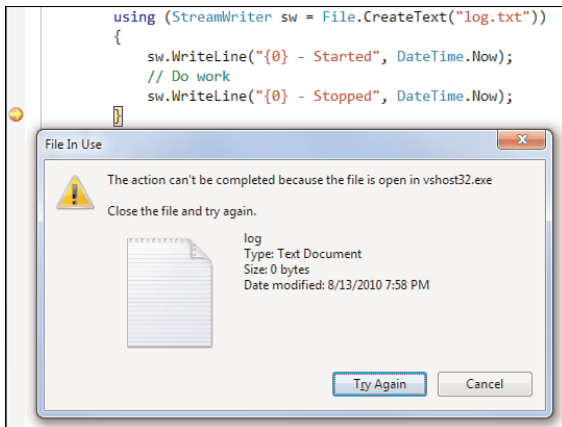 using (StreamWriter sw = File.CreateText("log.txt"))
{
sw.WriteLine("{0} - Started", DateTime.Now);
// Do work
sw.WriteLine("{0} - Stopped", DateTime.Now);
}
File In Use
The action can't be completed because the file is open in vshost32.exe
Close the file and try again.
log
Type: Text Document
Size: 0 bytes
Date modified: 8/13/2010 7:58 PM
Try Again Cancel